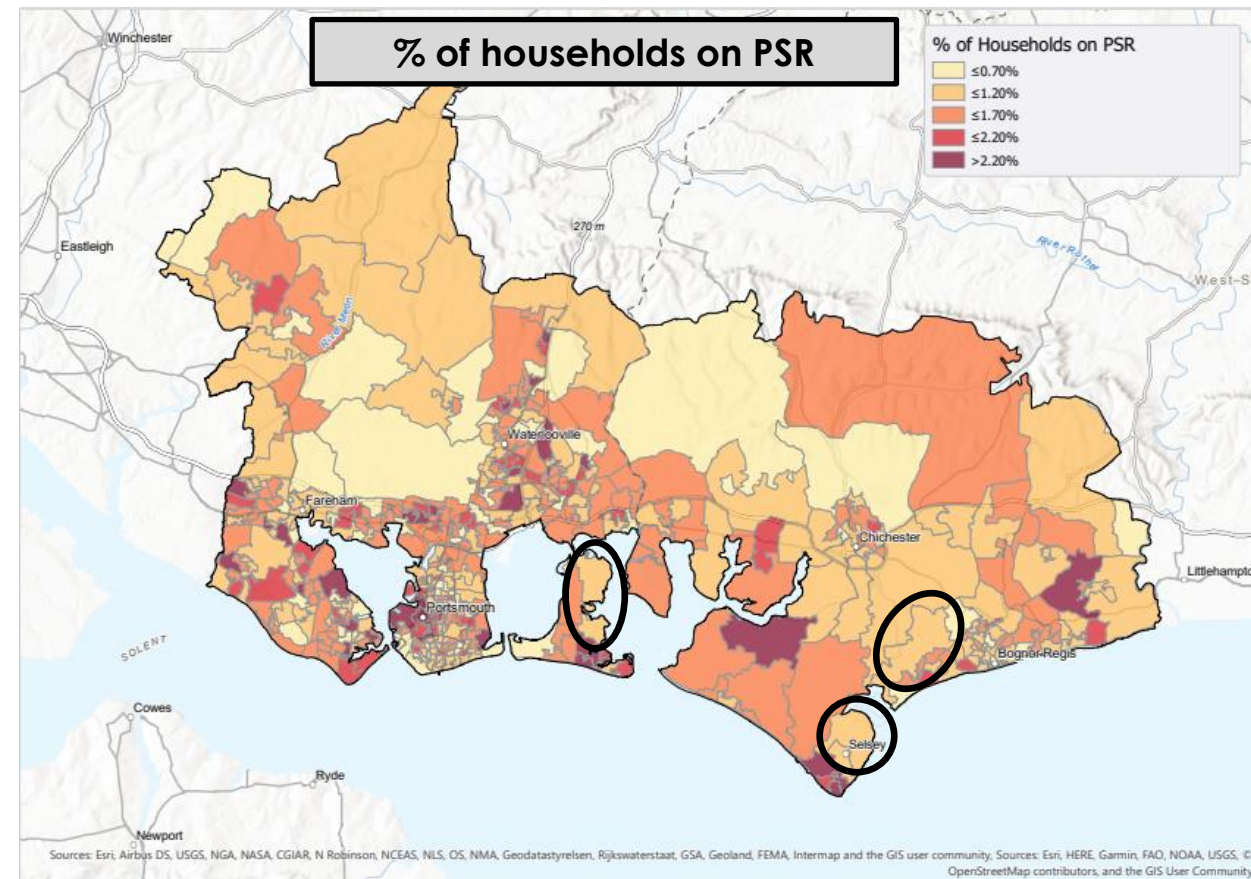 % of households on PSR
% of Households on PSR
≤0.70%
≤1.20%
≤1.70%
≤2.20%
>2.20%
Winchester
270 m
Eastleigh
River Rother
West-S
River Meon
Waterlooville
Fareham
Chichester
Littlehampto
Portsmouth
SOLENT
Bognor Regis
Cowes
Selsey
Ryde
Newport
Sources: Esri, Airbus DS, USGS, NGA, NASA, CGIAR, N Robinson, NCEAS, NLS, OS, NMA, Geodatastyrelsen, Rijkswaterstaat, GSA, Geoland, FEMA, Intermap and the GIS user community, Sources: Esri, HERE, Garmin, FAO, NOAA, USGS, ©
OpenStreetMap contributors, and the GIS User Community